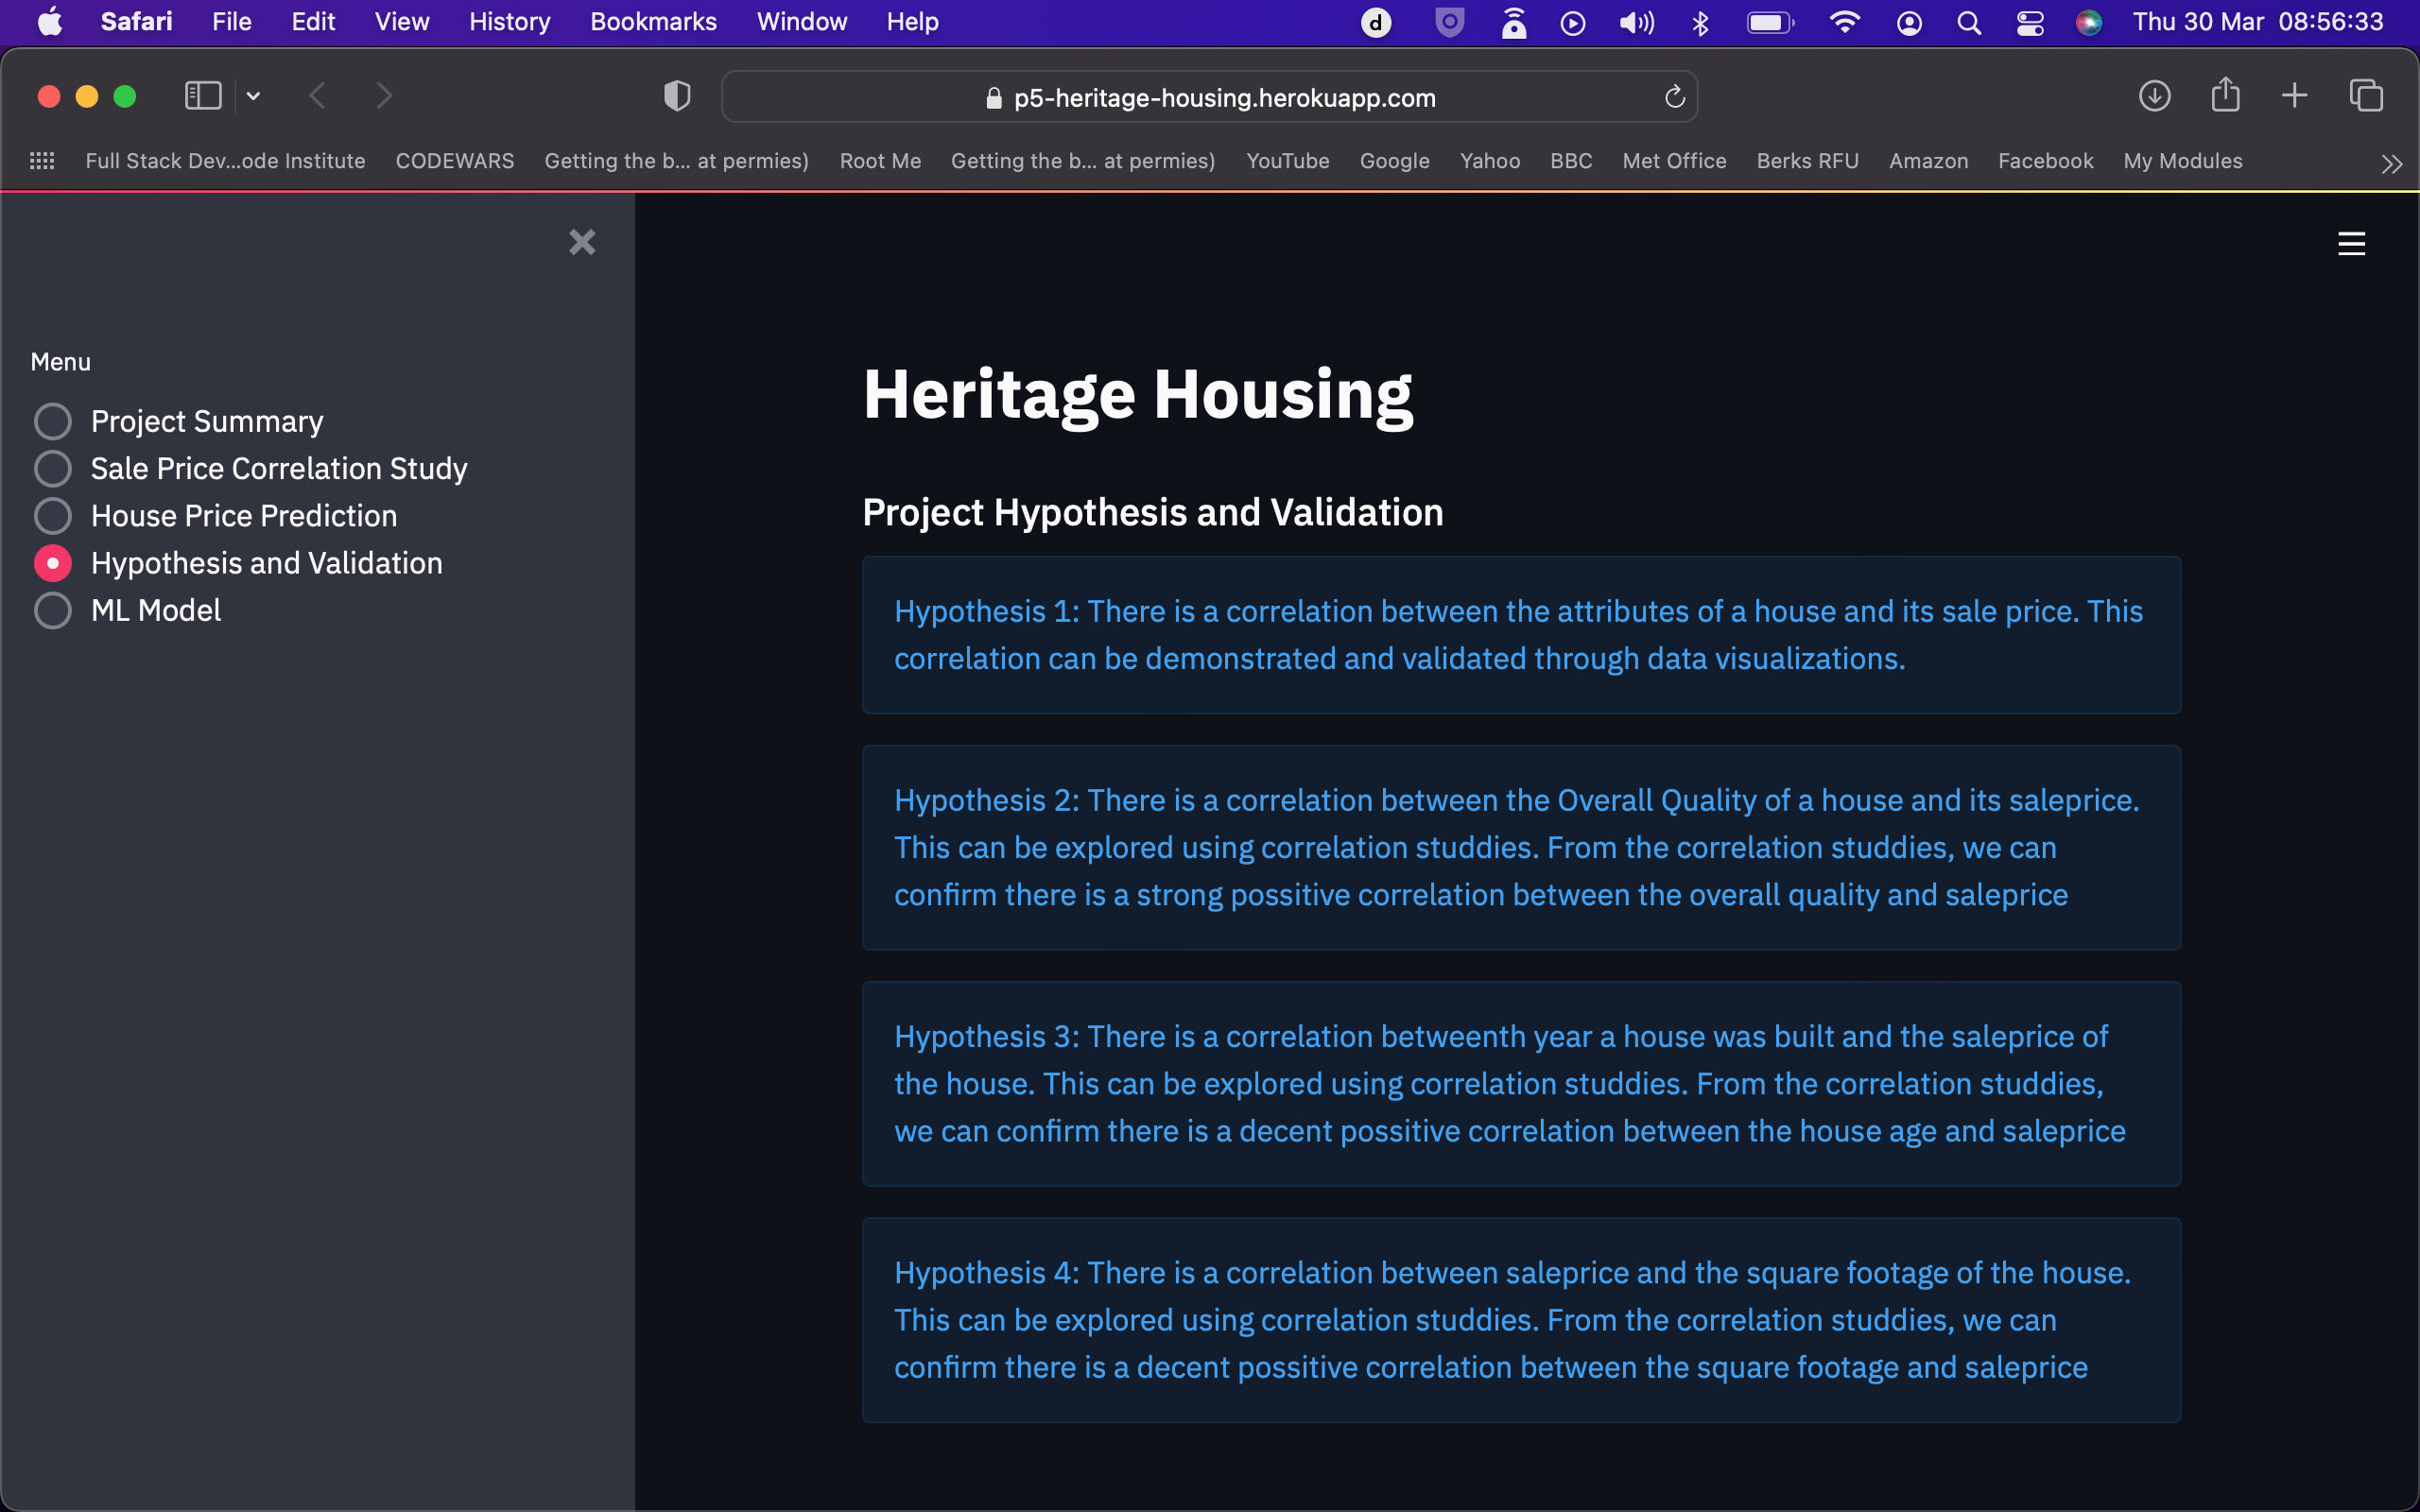 Safari File Edit View History Bookmarks Window Help d Thu 30 Mar 08:56:33
p5-heritage-housing.herokuapp.com
Full Stack Dev...ode Institute CODEWARS Getting the b... at permies) Root Me Getting the b... at permies) YouTube Google Yahoo BBC Met Office Berks RFU Amazon Facebook My Modules
Menu
Project Summary
Sale Price Correlation Study
House Price Prediction
Hypothesis and Validation
ML Model
Heritage Housing
Project Hypothesis and Validation
Hypothesis 1: There is a correlation between the attributes of a house and its sale price. This
correlation can be demonstrated and validated through data visualizations.
Hypothesis 2: There is a correlation between the Overall Quality of a house and its saleprice.
This can be explored using correlation studdies. From the correlation studdies, we can
confirm there is a strong possitive correlation between the overall quality and saleprice
Hypothesis 3: There is a correlation betweenth year a house was built and the saleprice of
the house. This can be explored using correlation studdies. From the correlation studdies,
we can confirm there is a decent possitive correlation between the house age and saleprice
Hypothesis 4: There is a correlation between saleprice and the square footage of the house.
This can be explored using correlation studdies. From the correlation studdies, we can
confirm there is a decent possitive correlation between the square footage and saleprice